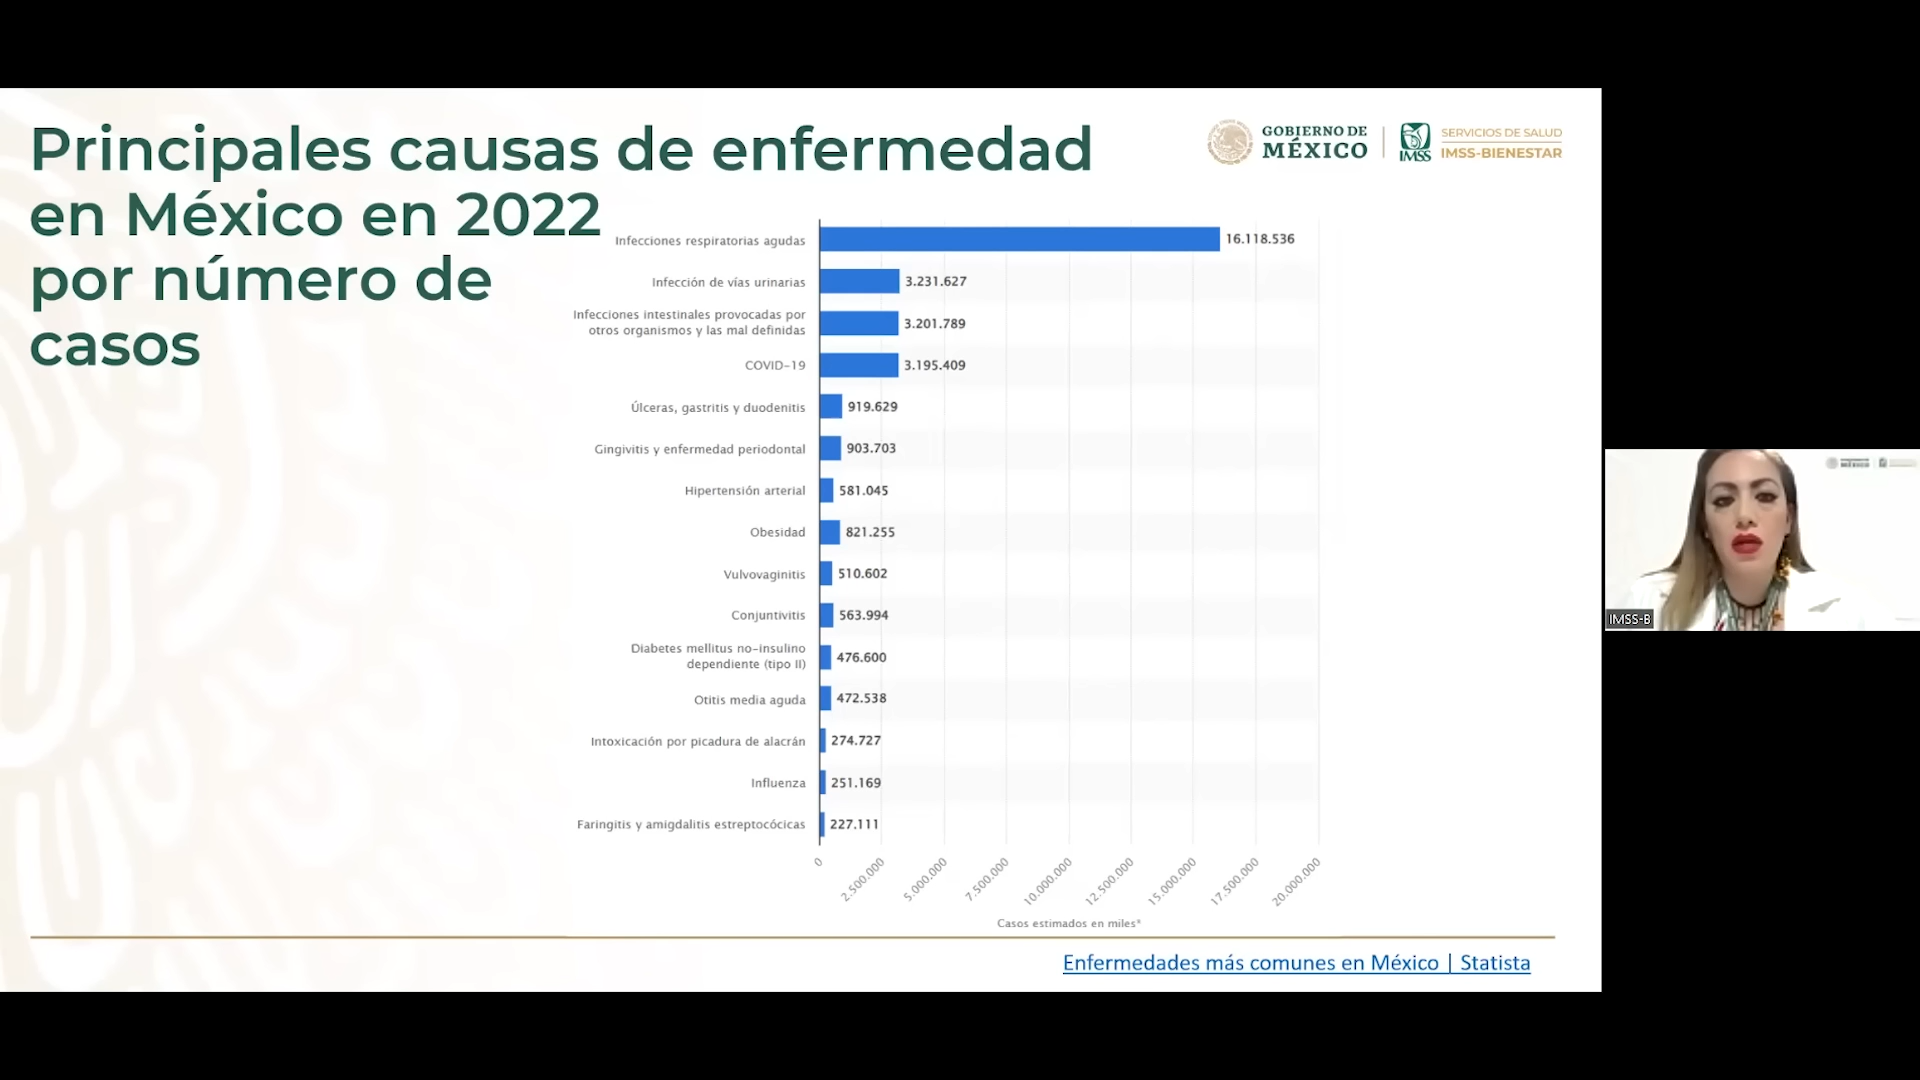 Principales causas de enfermedad
en México en 2022
por número de
casos
GOBIERNO DE
MÉXICO
IMSS
SERVICIOS DE SALUD
IMSS-BIENESTAR
Infecciones respiratorias agudas 16.118.536
Infección de vías urinarias 3.231.627
Infecciones intestinales provocadas por
otros organismos y las mal definidas 3.201.789
COVID-19 3.195.409
Úlceras, gastritis y duodenitis 919.629
Gingivitis y enfermedad periodontal 903.703
Hipertensión arterial 581.045
Obesidad 821.255
Vulvovaginitis 510.602
Conjuntivitis 563.994
Diabetes mellitus no-insulino
dependiente (tipo II) 476.600
Otitis media aguda 472.538
Intoxicación por picadura de alacrán 274.727
Influenza 251.169
Faringitis y amigdalitis estreptocócicas 227.111
0 2.500.000 5.000.000 7.500.000 10.000.000 12.500.000 15.000.000 17.500.000 20.000.000
Casos estimados en miles*
Enfermedades más comunes en México | Statista
IMSS-B